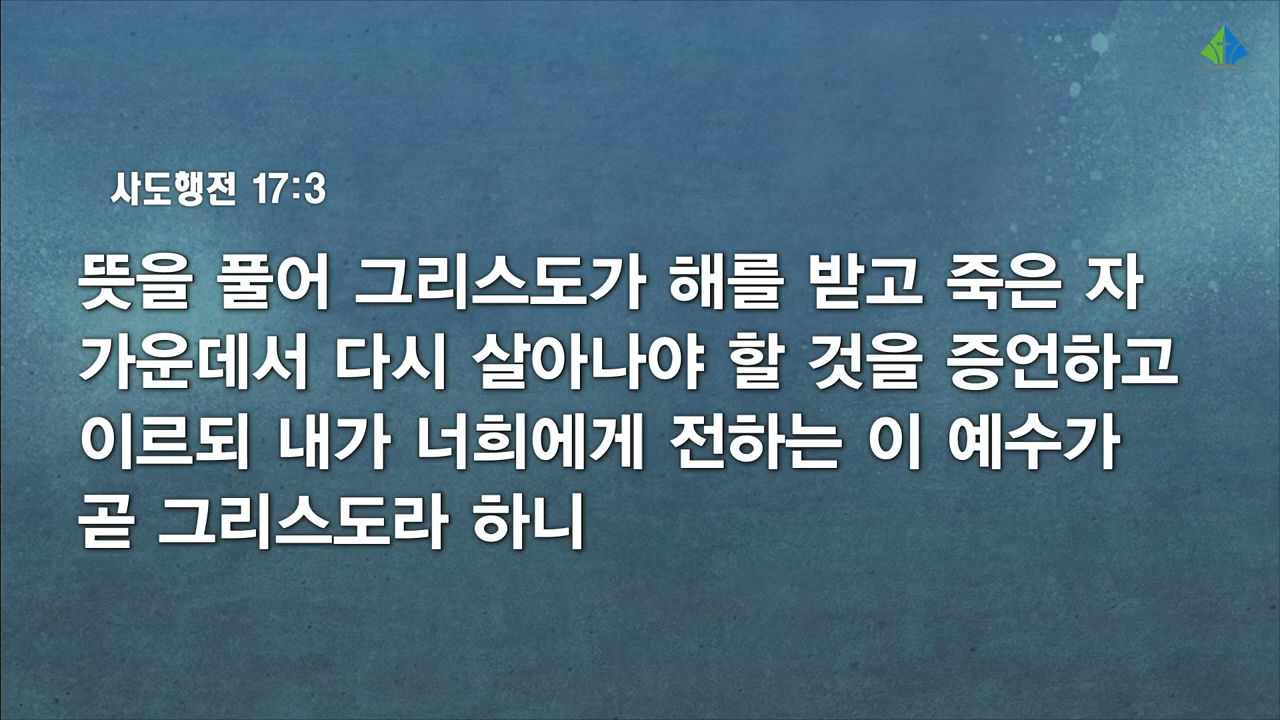 사도행전 17:3
뜻을 풀어 그리스도가 해를 받고 죽은 자
가운데서 다시 살아나야 할 것을 증언하고
이르되 내가 너희에게 전하는 이 예수가
곧 그리스도라 하니